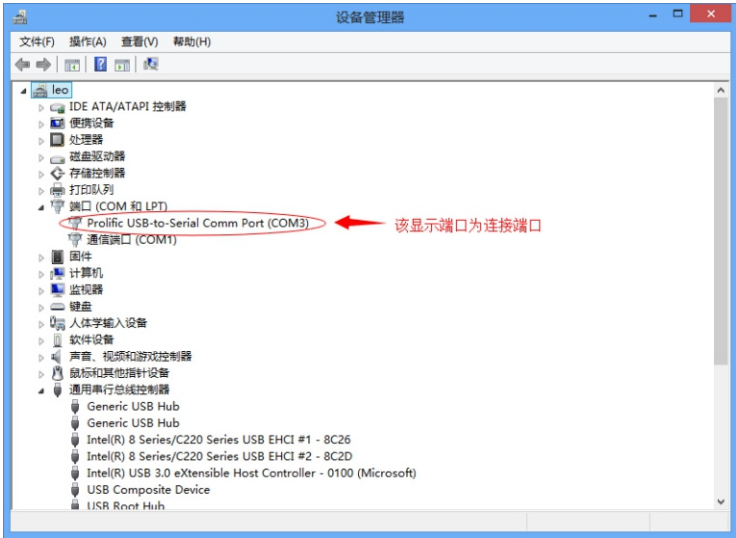 设备管理器
文件(F) 操作(A) 查看(V) 帮助(H)
leo
IDE ATA/ATAPI 控制器
便携设备
处理器
磁盘驱动器
存储控制器
打印队列
端口 (COM 和 LPT)
Prolific USB-to-Serial Comm Port (COM3) 该显示端口为连接端口
通信端口 (COM1)
固件
计算机
监视器
键盘
人体学输入设备
软件设备
声音、视频和游戏控制器
鼠标和其他指针设备
通用串行总线控制器
Generic USB Hub
Generic USB Hub
Intel(R) 8 Series/C220 Series USB EHCI #1 - 8C26
Intel(R) 8 Series/C220 Series USB EHCI #2 - 8C2D
Intel(R) USB 3.0 eXtensible Host Controller - 0100 (Microsoft)
USB Composite Device
USB Root Hub